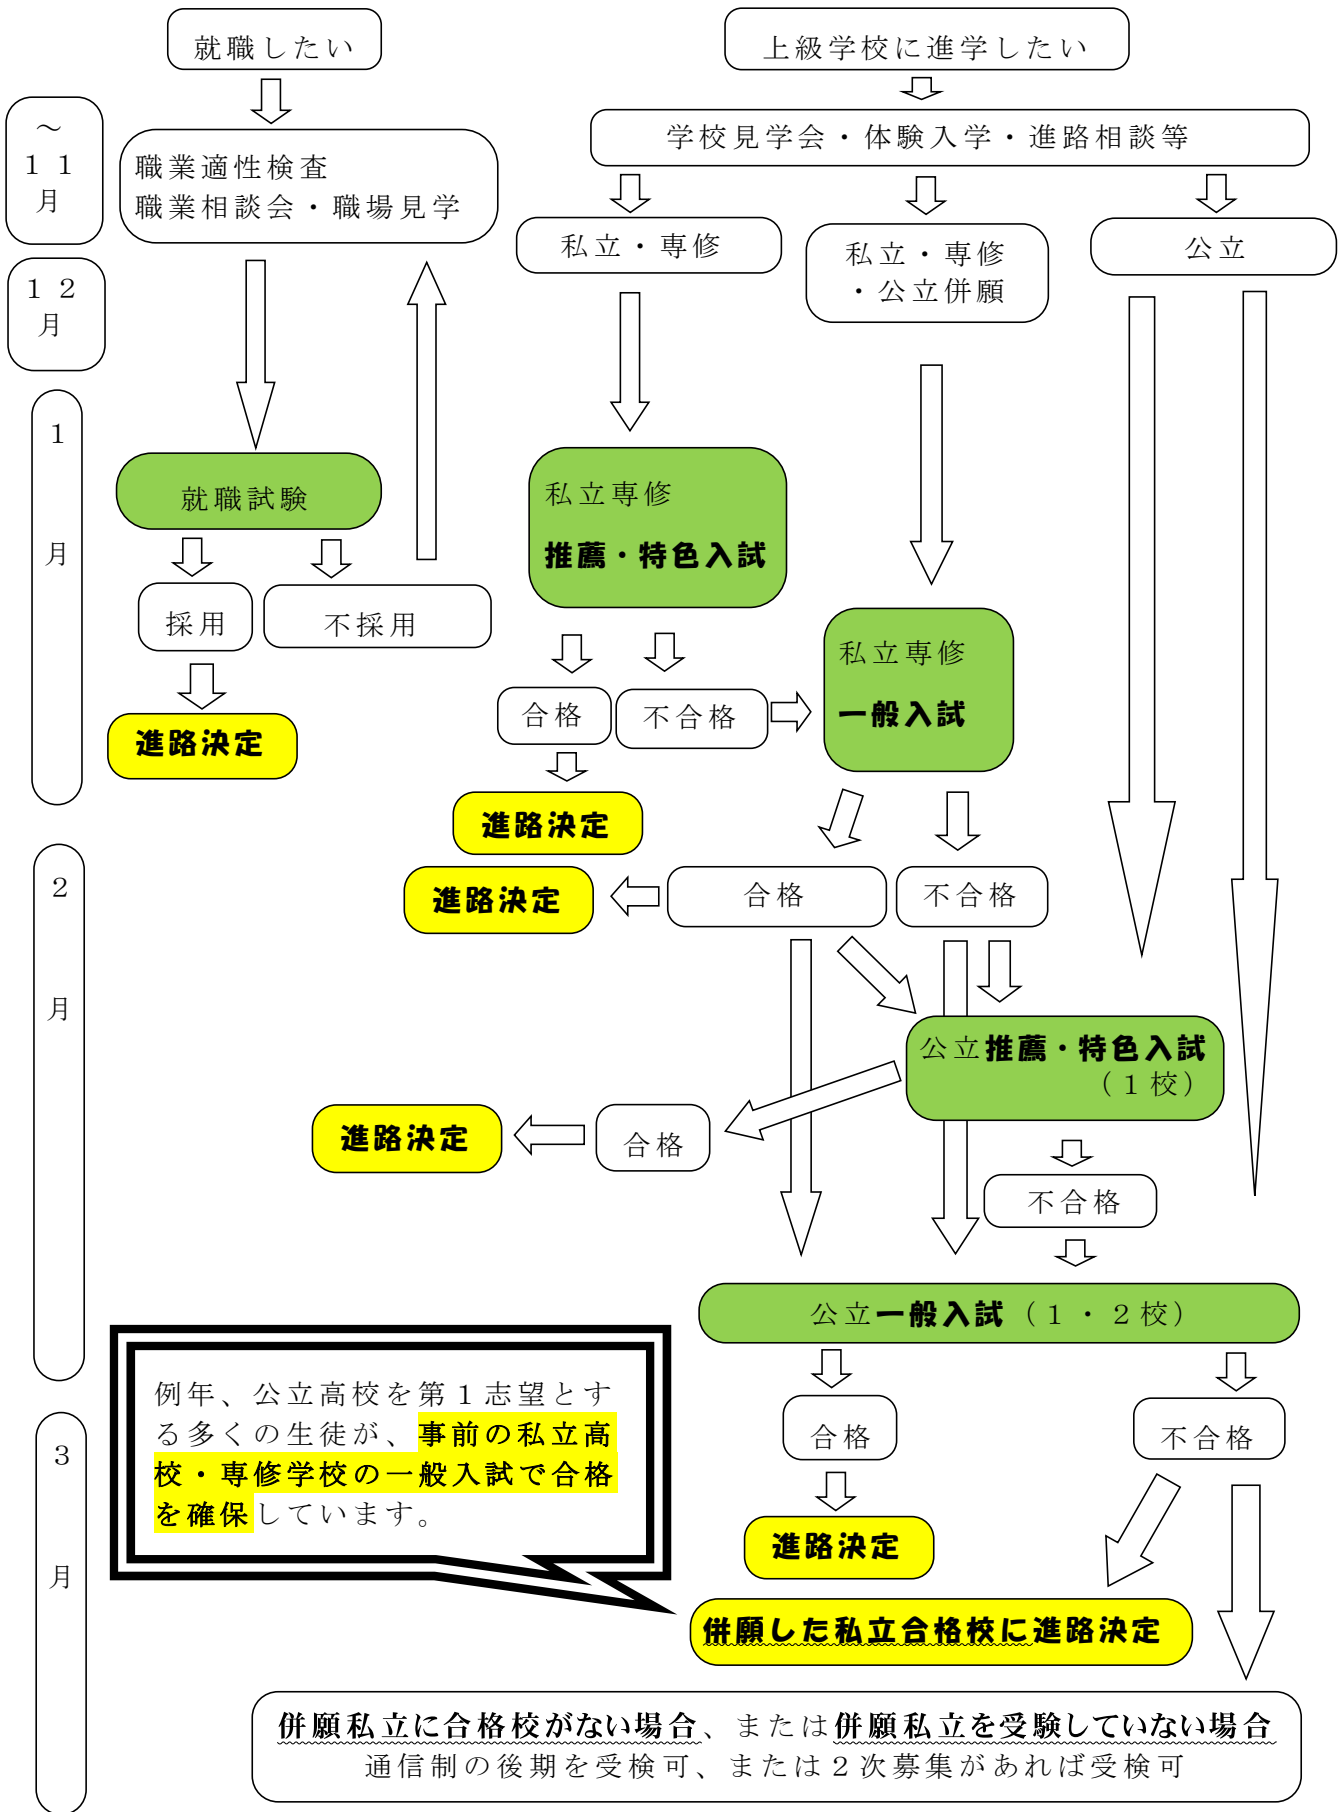 就職したい
上級学校に進学したい
～
１１
月
職業適性検査
職業相談会・職場見学
学校見学会・体験入学・進路相談等
私立・専修
私立・専修
・公立併願
公立
１２
月
１
月
就職試験
私立専修
推薦・特色入試
採用
不採用
私立専修
一般入試
合格
不合格
進路決定
進路決定
２
月
進路決定
合格
不合格
公立推薦・特色入試
（１校）
進路決定
合格
不合格
公立一般入試（１・２校）
例年、公立高校を第１志望とす
る多くの生徒が、事前の私立高
校・専修学校の一般入試で合格
を確保しています。
合格
不合格
３
月
進路決定
併願した私立合格校に進路決定
併願私立に合格校がない場合、または併願私立を受験していない場合
通信制の後期を受検可、または２次募集があれば受検可